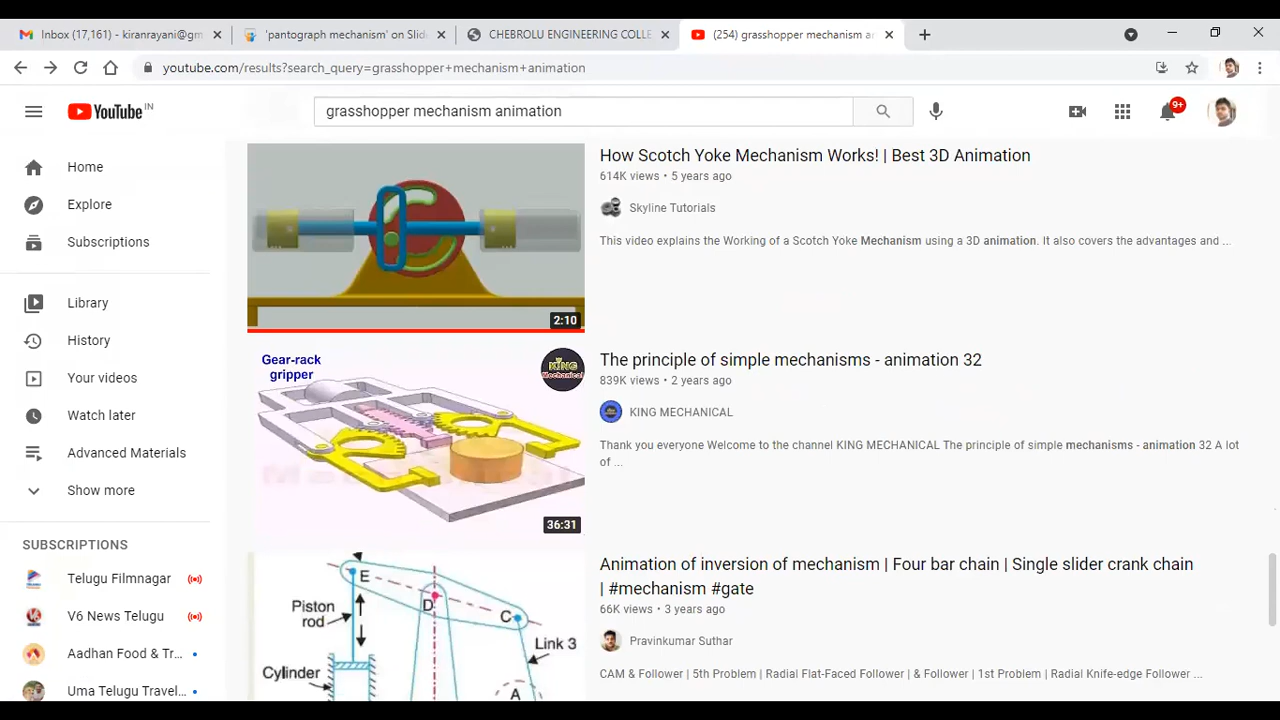 Inbox (17,161) - kiranrayani@gm
'pantograph mechanism' on Slide
CHEBROLU ENGINEERING COLLE
(254) grasshopper mechanism an
youtube.com/results?search_query=grasshopper+mechanism+animation
YouTube IN
grasshopper mechanism animation
9+
Home
Explore
Subscriptions
Library
History
Your videos
Watch later
Advanced Materials
Show more
SUBSCRIPTIONS
Telugu Filmnagar
V6 News Telugu
Aadhan Food & Tr...
Uma Telugu Travel...
2:10
How Scotch Yoke Mechanism Works! | Best 3D Animation
614K views • 5 years ago
Skyline Tutorials
This video explains the Working of a Scotch Yoke Mechanism using a 3D animation. It also covers the advantages and ...
Gear-rack
gripper
KING
Mechanical
36:31
The principle of simple mechanisms - animation 32
839K views • 2 years ago
KING MECHANICAL
Thank you everyone Welcome to the channel KING MECHANICAL The principle of simple mechanisms - animation 32 A lot
of ...
E
D
C
Piston
rod
Link 3
Cylinder
A
Animation of inversion of mechanism | Four bar chain | Single slider crank chain
| #mechanism #gate
66K views • 3 years ago
Pravinkumar Suthar
CAM & Follower | 5th Problem | Radial Flat-Faced Follower | & Follower | 1st Problem | Radial Knife-edge Follower ...